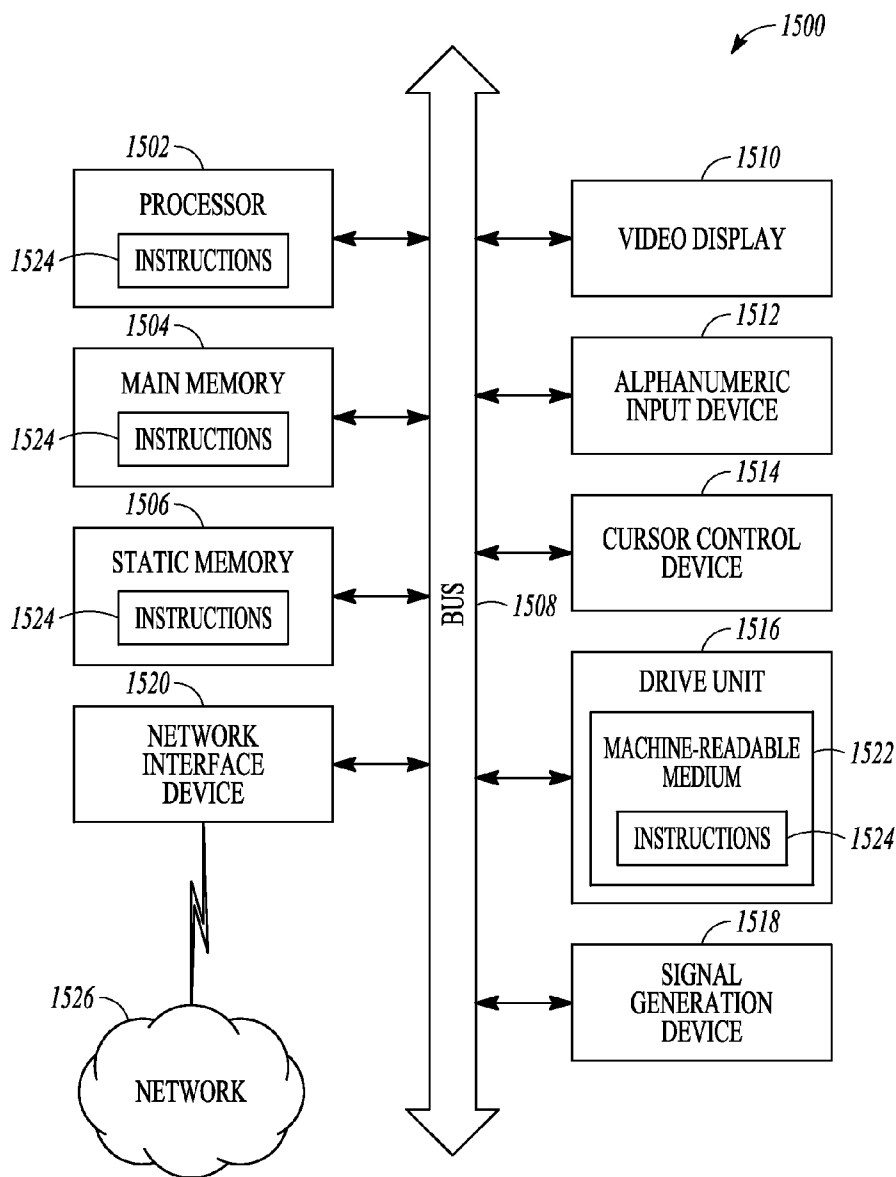 1500
1502
PROCESSOR
1524
INSTRUCTIONS
1504
MAIN MEMORY
1524
INSTRUCTIONS
1506
STATIC MEMORY
1524
INSTRUCTIONS
1520
NETWORK
INTERFACE
DEVICE
1526
NETWORK
BUS
1508
1510
VIDEO DISPLAY
1512
ALPHANUMERIC
INPUT DEVICE
1514
CURSOR CONTROL
DEVICE
1516
DRIVE UNIT
MACHINE-READABLE
MEDIUM
1522
INSTRUCTIONS
1524
1518
SIGNAL
GENERATION
DEVICE